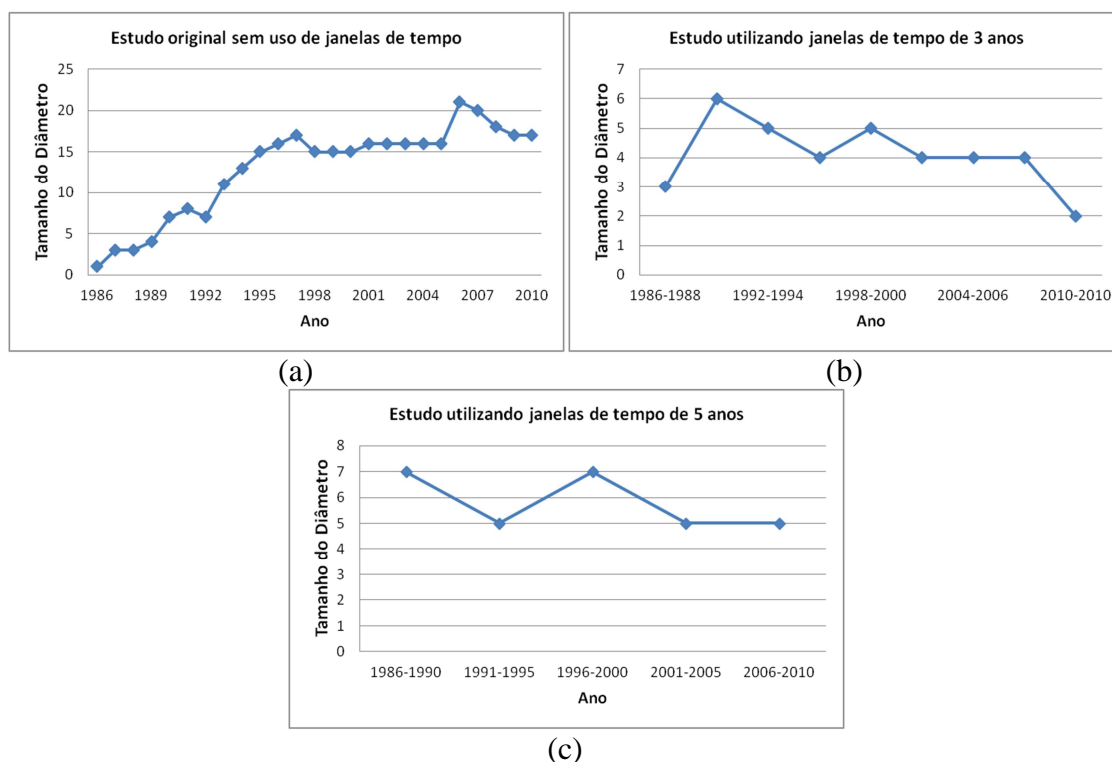 Estudo original sem uso de janelas de tempo
Tamanho do Diâmetro
25
20
15
10
5
0
1986 1989 1992 1995 1998 2001 2004 2007 2010
Ano
(a)
Estudo utilizando janelas de tempo de 3 anos
Tamanho do Diâmetro
7
6
5
4
3
2
1
0
1986-1988 1992-1994 1998-2000 2004-2006 2010-2010
Ano
(b)
Estudo utilizando janelas de tempo de 5 anos
Tamanho do Diâmetro
8
7
6
5
4
3
2
1
0
1986-1990 1991-1995 1996-2000 2001-2005 2006-2010
Ano
(c)